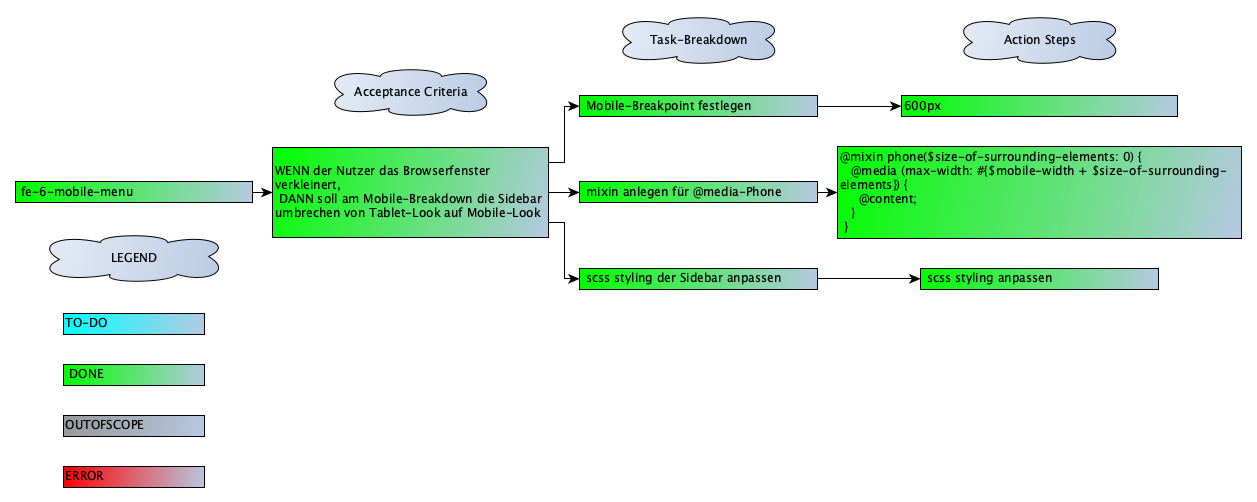 Task-Breakdown
Action Steps
Acceptance Criteria
Mobile-Breakpoint festlegen
600px
fe-6-mobile-menu
WENN der Nutzer das Browserfenster
verkleinert,
DANN soll am Mobile-Breakdown die Sidebar
umbrechen von Tablet-Look auf Mobile-Look
mixin anlegen für @media-Phone
@mixin phone($size-of-surrounding-elements: 0) {
@media (max-width: #{$mobile-width + $size-of-surrounding-
elements}) {
@content;
}
}
scss styling der Sidebar anpassen
scss styling anpassen
LEGEND
TO-DO
DONE
OUTOFSCOPE
ERROR